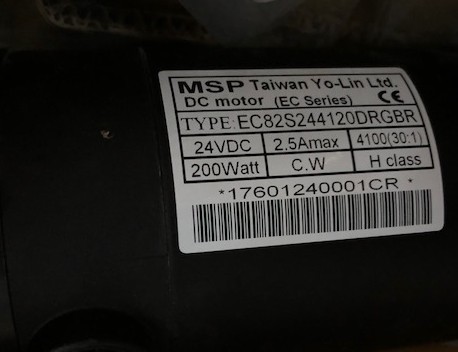 MSP Taiwan Yo-Lin Ltd.
DC motor (EC Series) CE
TYPE:EC82S244120DRGBR
24VDC 2.5Amax 4100(30:1)
200Watt C.W H class
*17601240001CR *